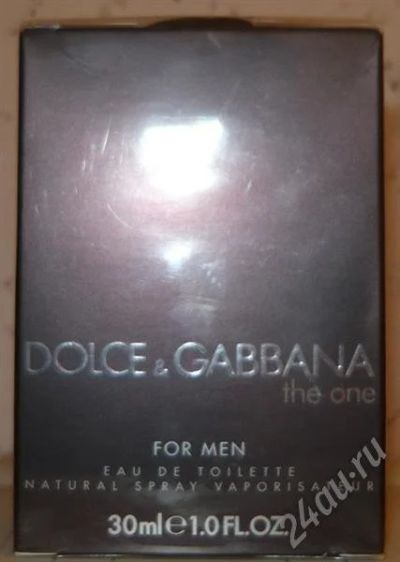 DOLCE & GABBANA
the one
FOR MEN
EAU DE TOILETTE
NATURAL SPRAY VAPORISATEUR
30ml e 1.0 FL.OZ.
24au.ru